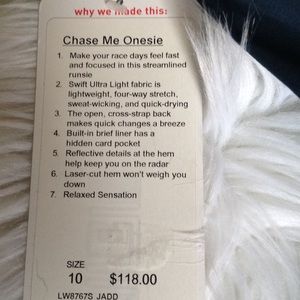 why we made this:
Chase Me Onesie
1. Make your race days feel fast
and focused in this streamlined
runsie
2. Swift Ultra Light fabric is
lightweight, four-way stretch,
sweat-wicking, and quick-drying
3. The open, cross-strap back
makes quick changes a breeze
4. Built-in brief liner has a
hidden card pocket
5. Reflective details at the hem
help keep you on the radar
6. Laser-cut hem won't weigh you
down
7. Relaxed Sensation
SIZE
10 $118.00
LW8767S JADD